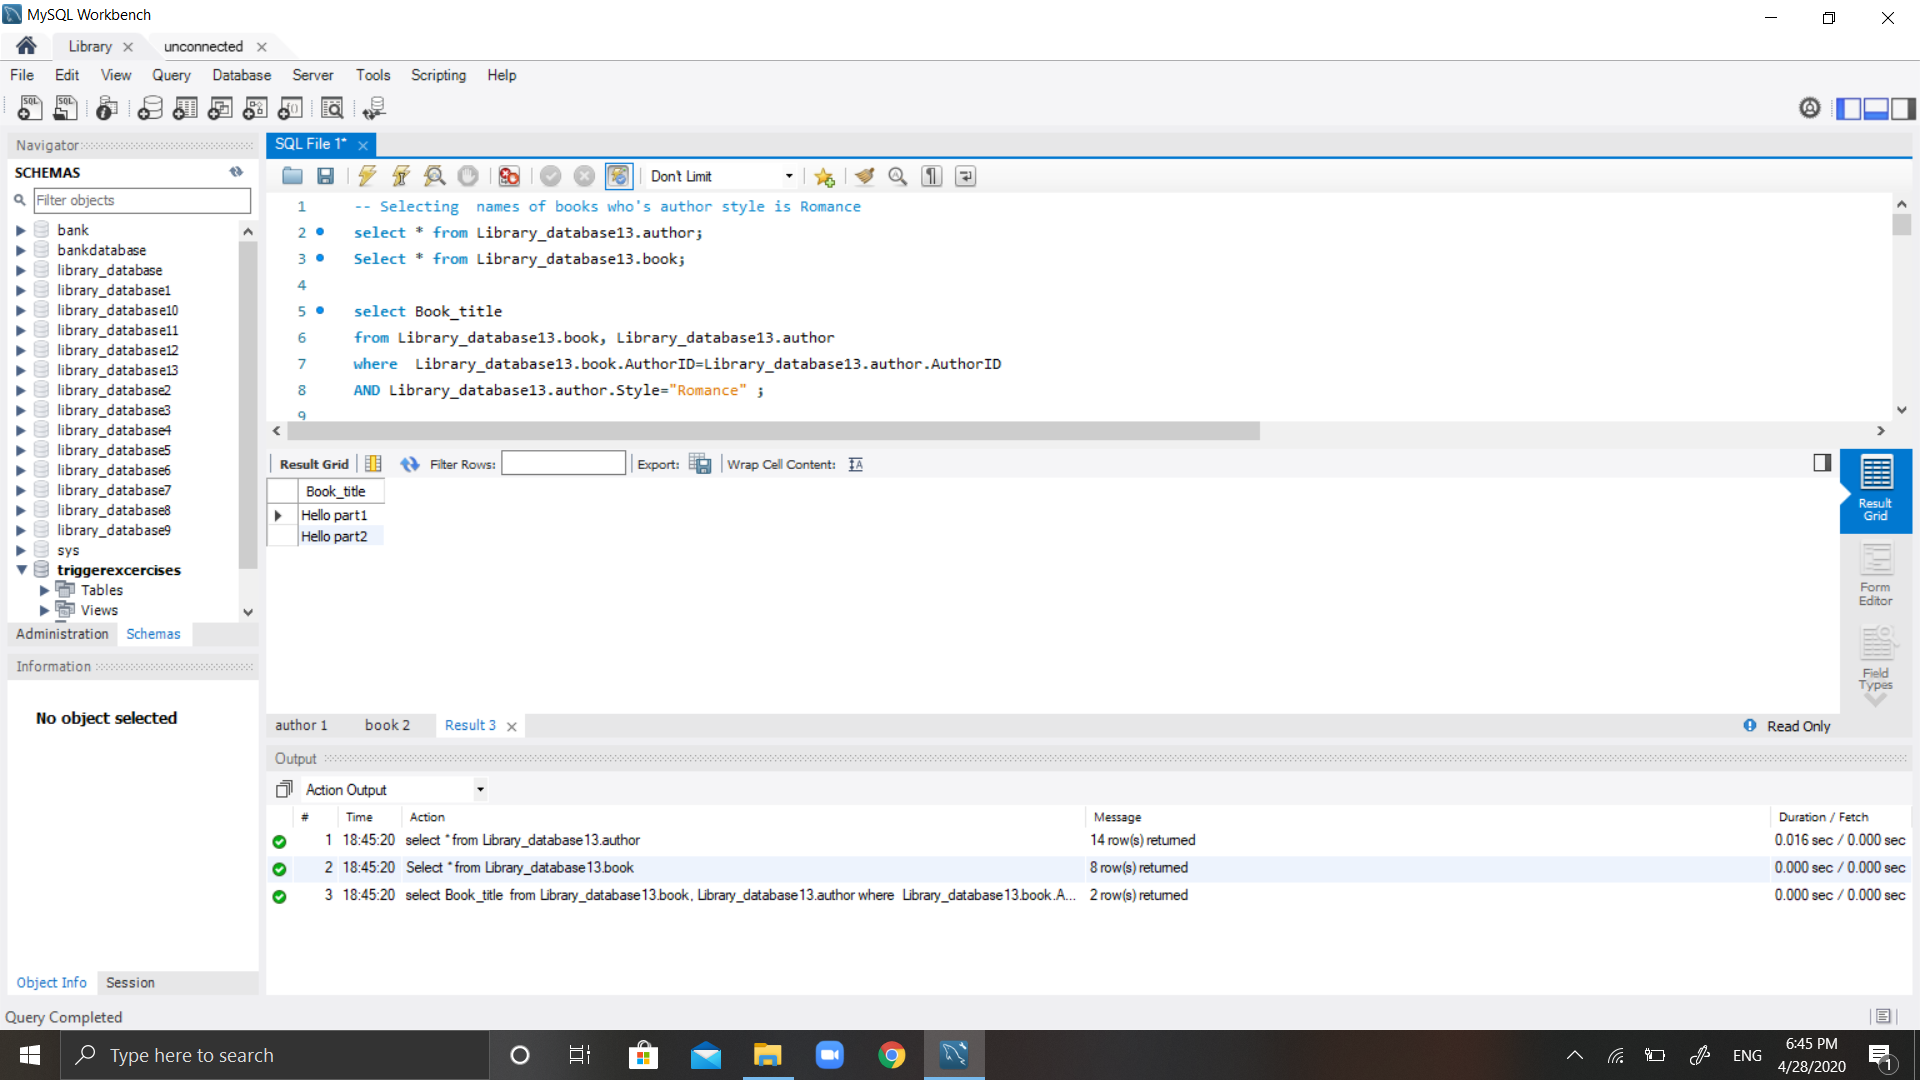 MySQL Workbench
Library unconnected
File Edit View Query Database Server Tools Scripting Help
Navigator
SCHEMAS
Filter objects
bank
bankdatabase
library_database
library_database1
library_database10
library_database11
library_database12
library_database13
library_database2
library_database3
library_database4
library_database5
library_database6
library_database7
library_database8
library_database9
sys
triggerexcercises
Tables
Views
Administration Schemas
Information
No object selected
Object Info Session
SQL File 1*
Don't Limit
1 -- Selecting  names of books who's author style is Romance
2 select * from Library_database13.author;
3 Select * from Library_database13.book;
4
5 select Book_title
6 from Library_database13.book, Library_database13.author
7 where  Library_database13.book.AuthorID=Library_database13.author.AuthorID
8 AND Library_database13.author.Style="Romance" ;
9
Result Grid Filter Rows: Export: Wrap Cell Content:
Book_title
Hello part1
Hello part2
Result Grid
Form Editor
Field Types
author 1 book 2 Result 3 Read Only
Output
Action Output
# Time Action Message Duration / Fetch
1 18:45:20 select * from Library_database13.author 14 row(s) returned 0.016 sec / 0.000 sec
2 18:45:20 Select * from Library_database13.book 8 row(s) returned 0.000 sec / 0.000 sec
3 18:45:20 select Book_title  from Library_database13.book, Library_database13.author where  Library_database13.book.A... 2 row(s) returned 0.000 sec / 0.000 sec
Query Completed
Type here to search
ENG
6:45 PM
4/28/2020
1